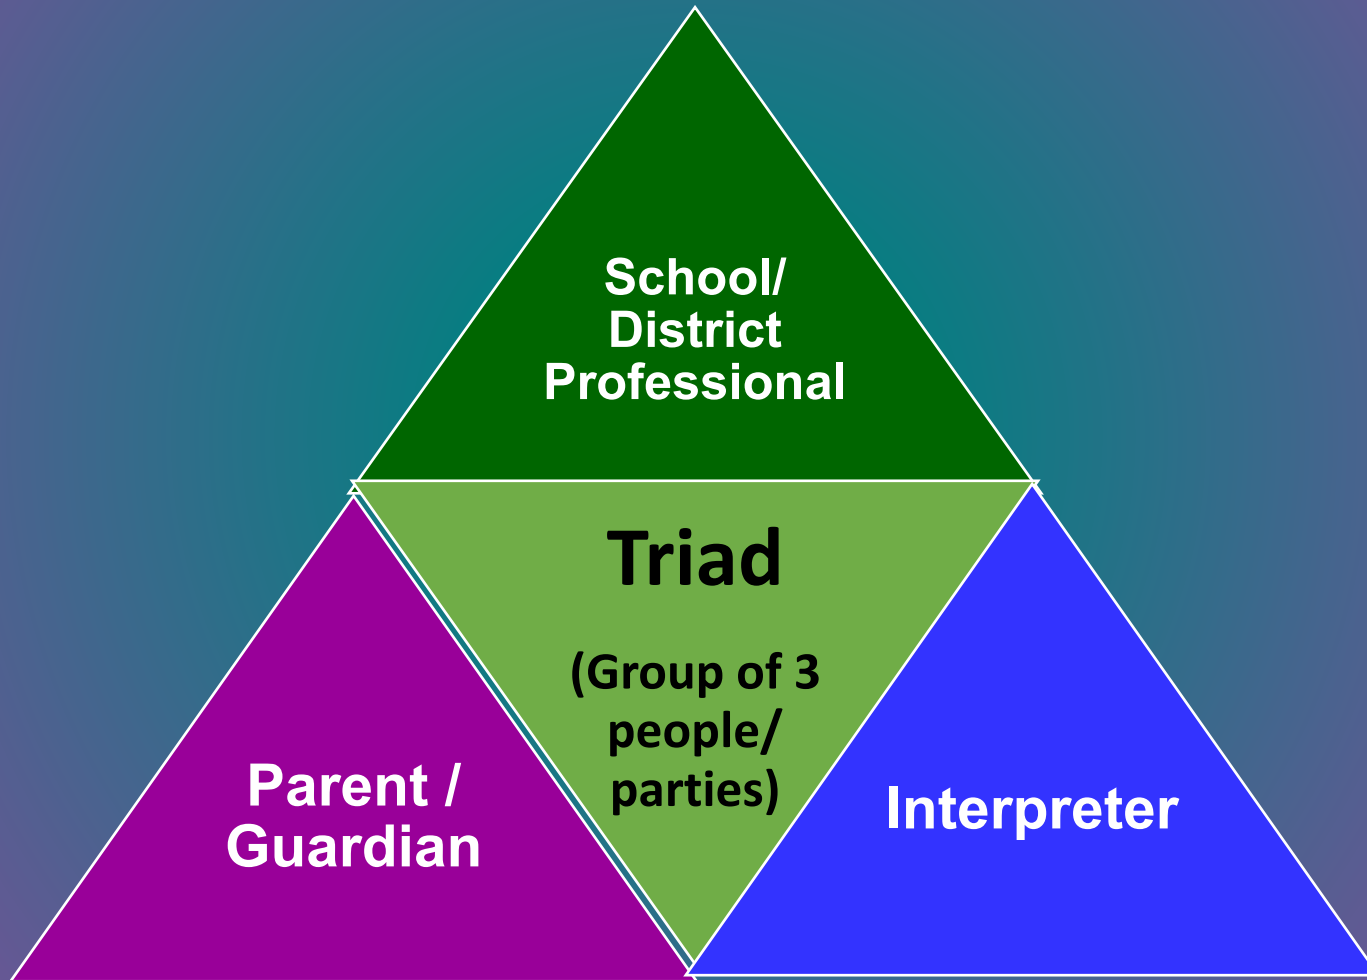 School/
District
Professional
Triad
(Group of 3
people/
parties)
Parent /
Guardian
Interpreter